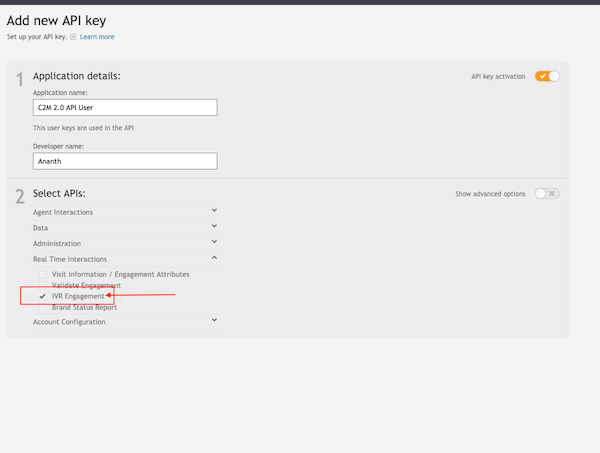 Add new API key
Set up your API key. Learn more
1 Application details: API key activation
Application name:
C2M 2.0 API User
This user keys are used in the API
Developer name:
Ananth
2 Select APIs: Show advanced options
Agent Interactions
Data
Administration
Real Time Interactions
Visit Information / Engagement Attributes
Validate Engagement
IVR Engagement
Brand Status Report
Account Configuration